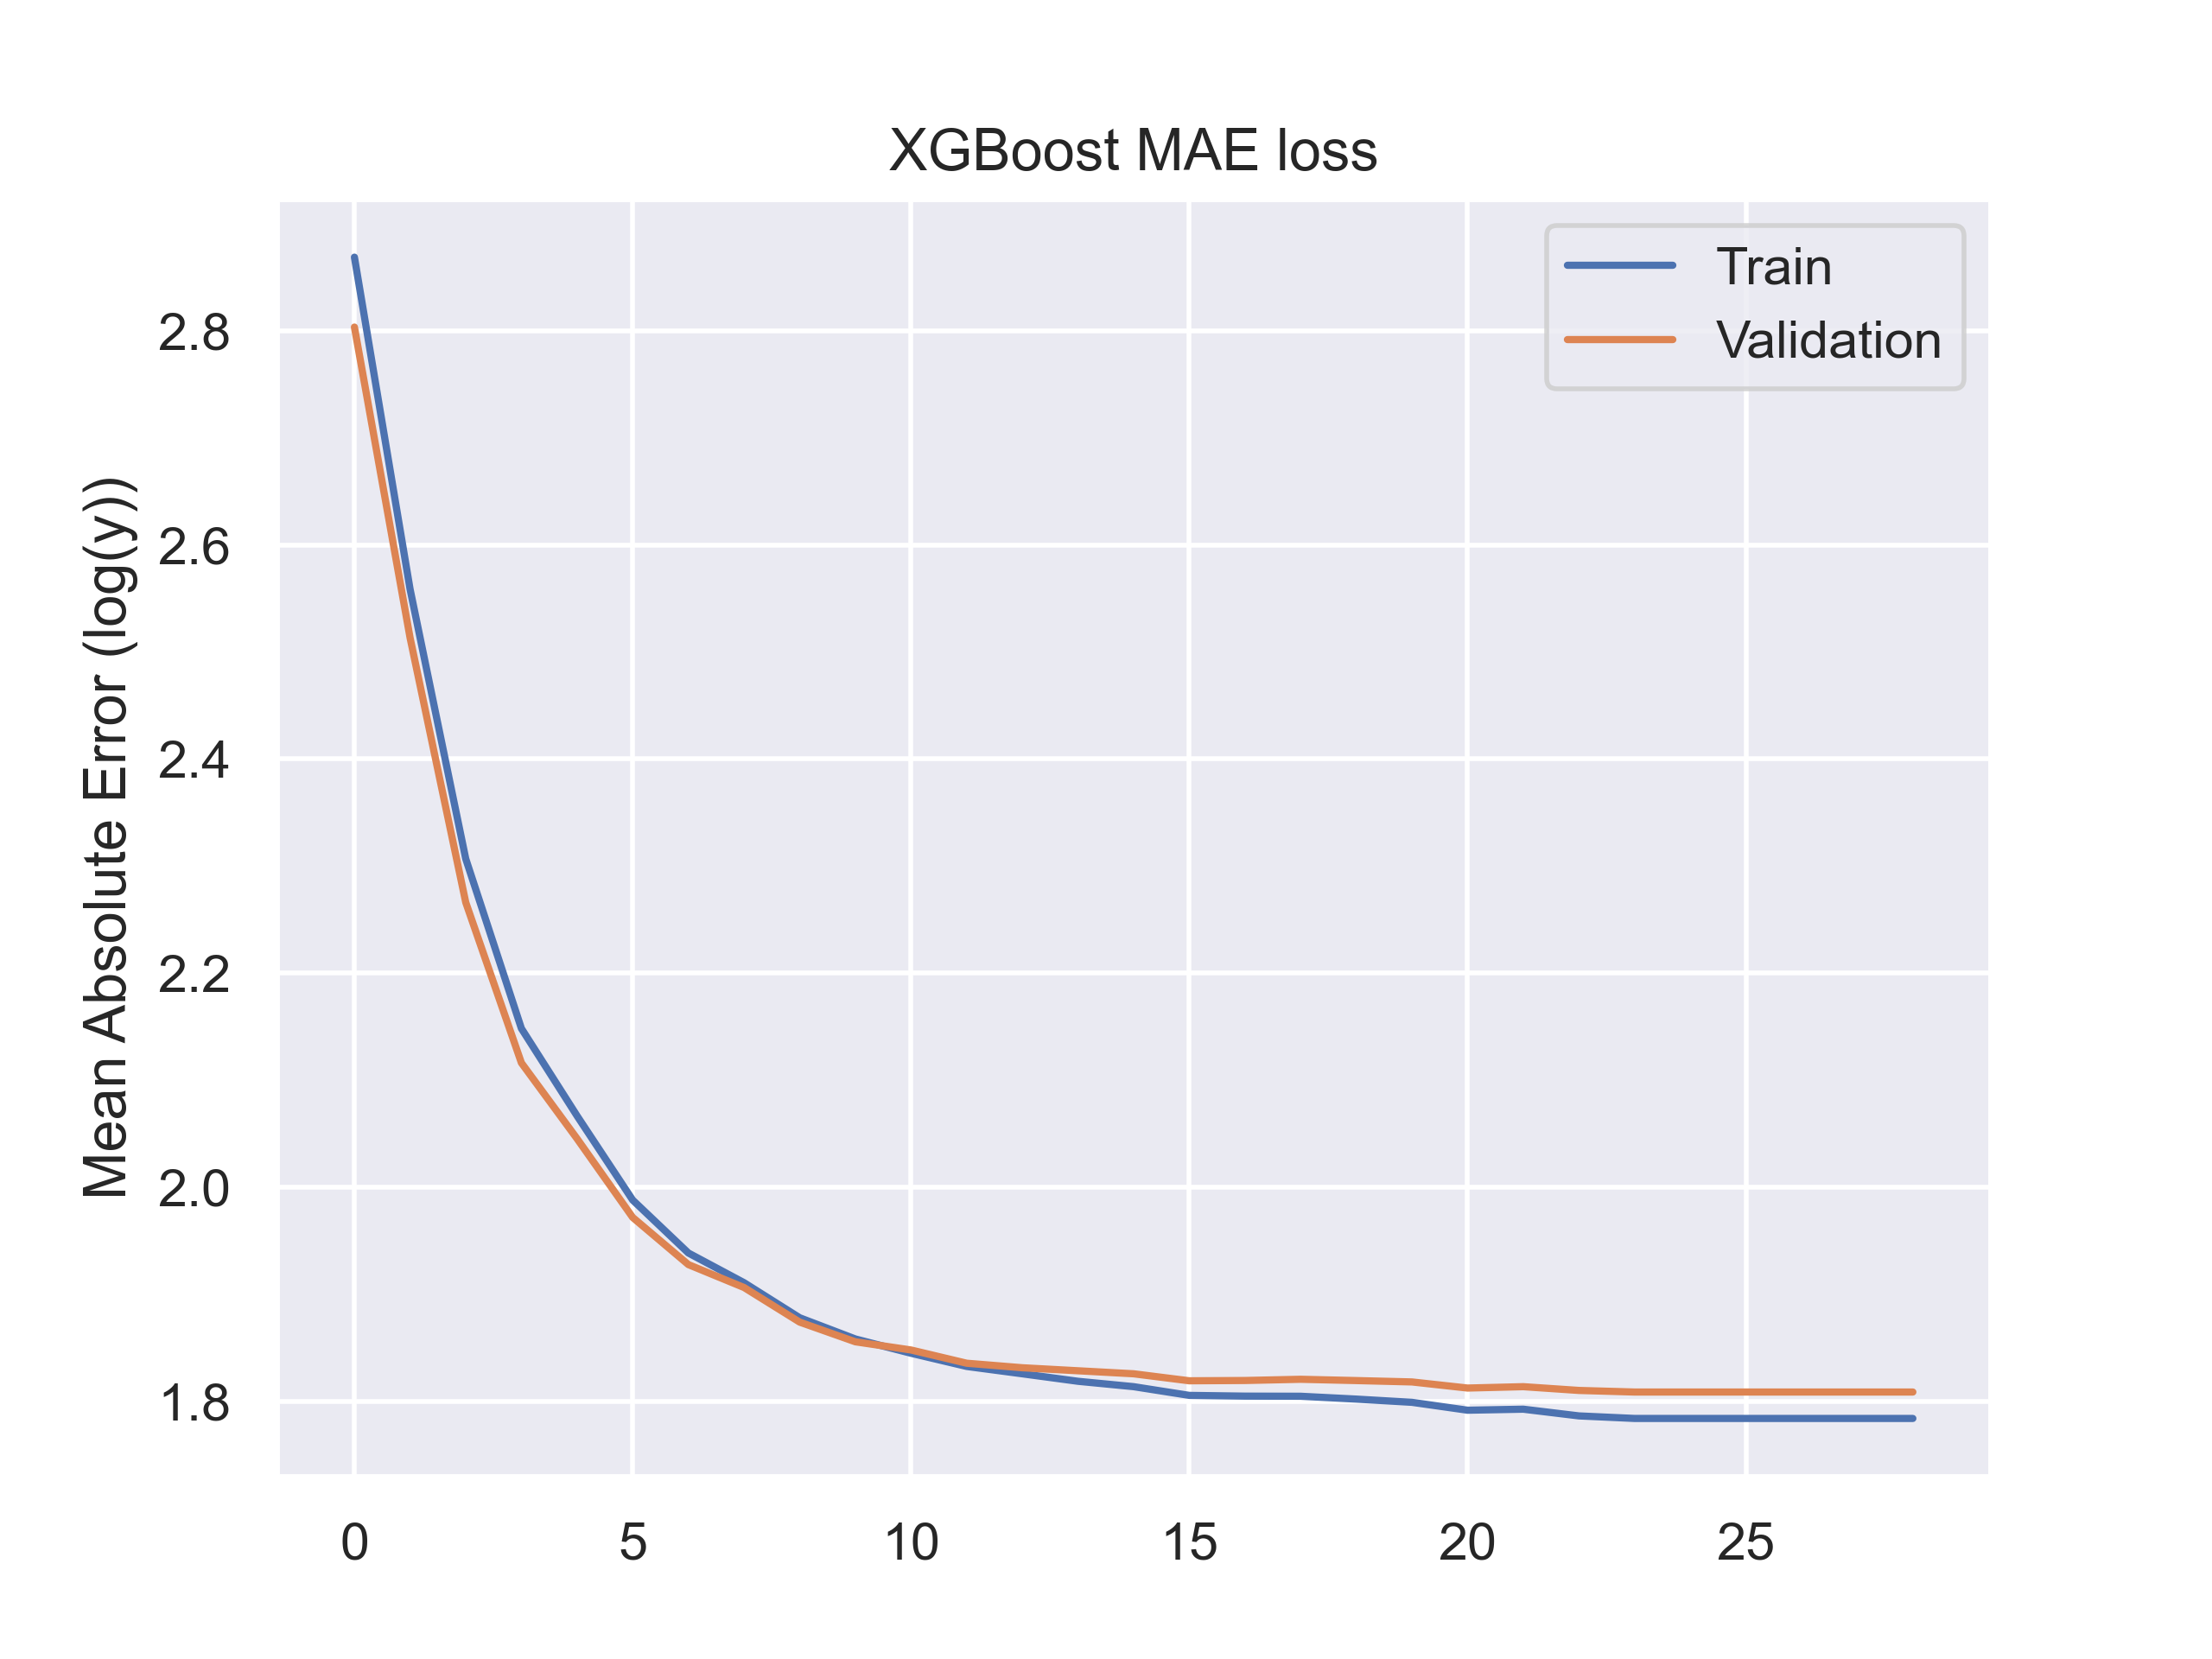 XGBoost MAE loss
Train
Validation
Mean Absolute Error (log(y))
2.8
2.6
2.4
2.2
2.0
1.8
0 5 10 15 20 25